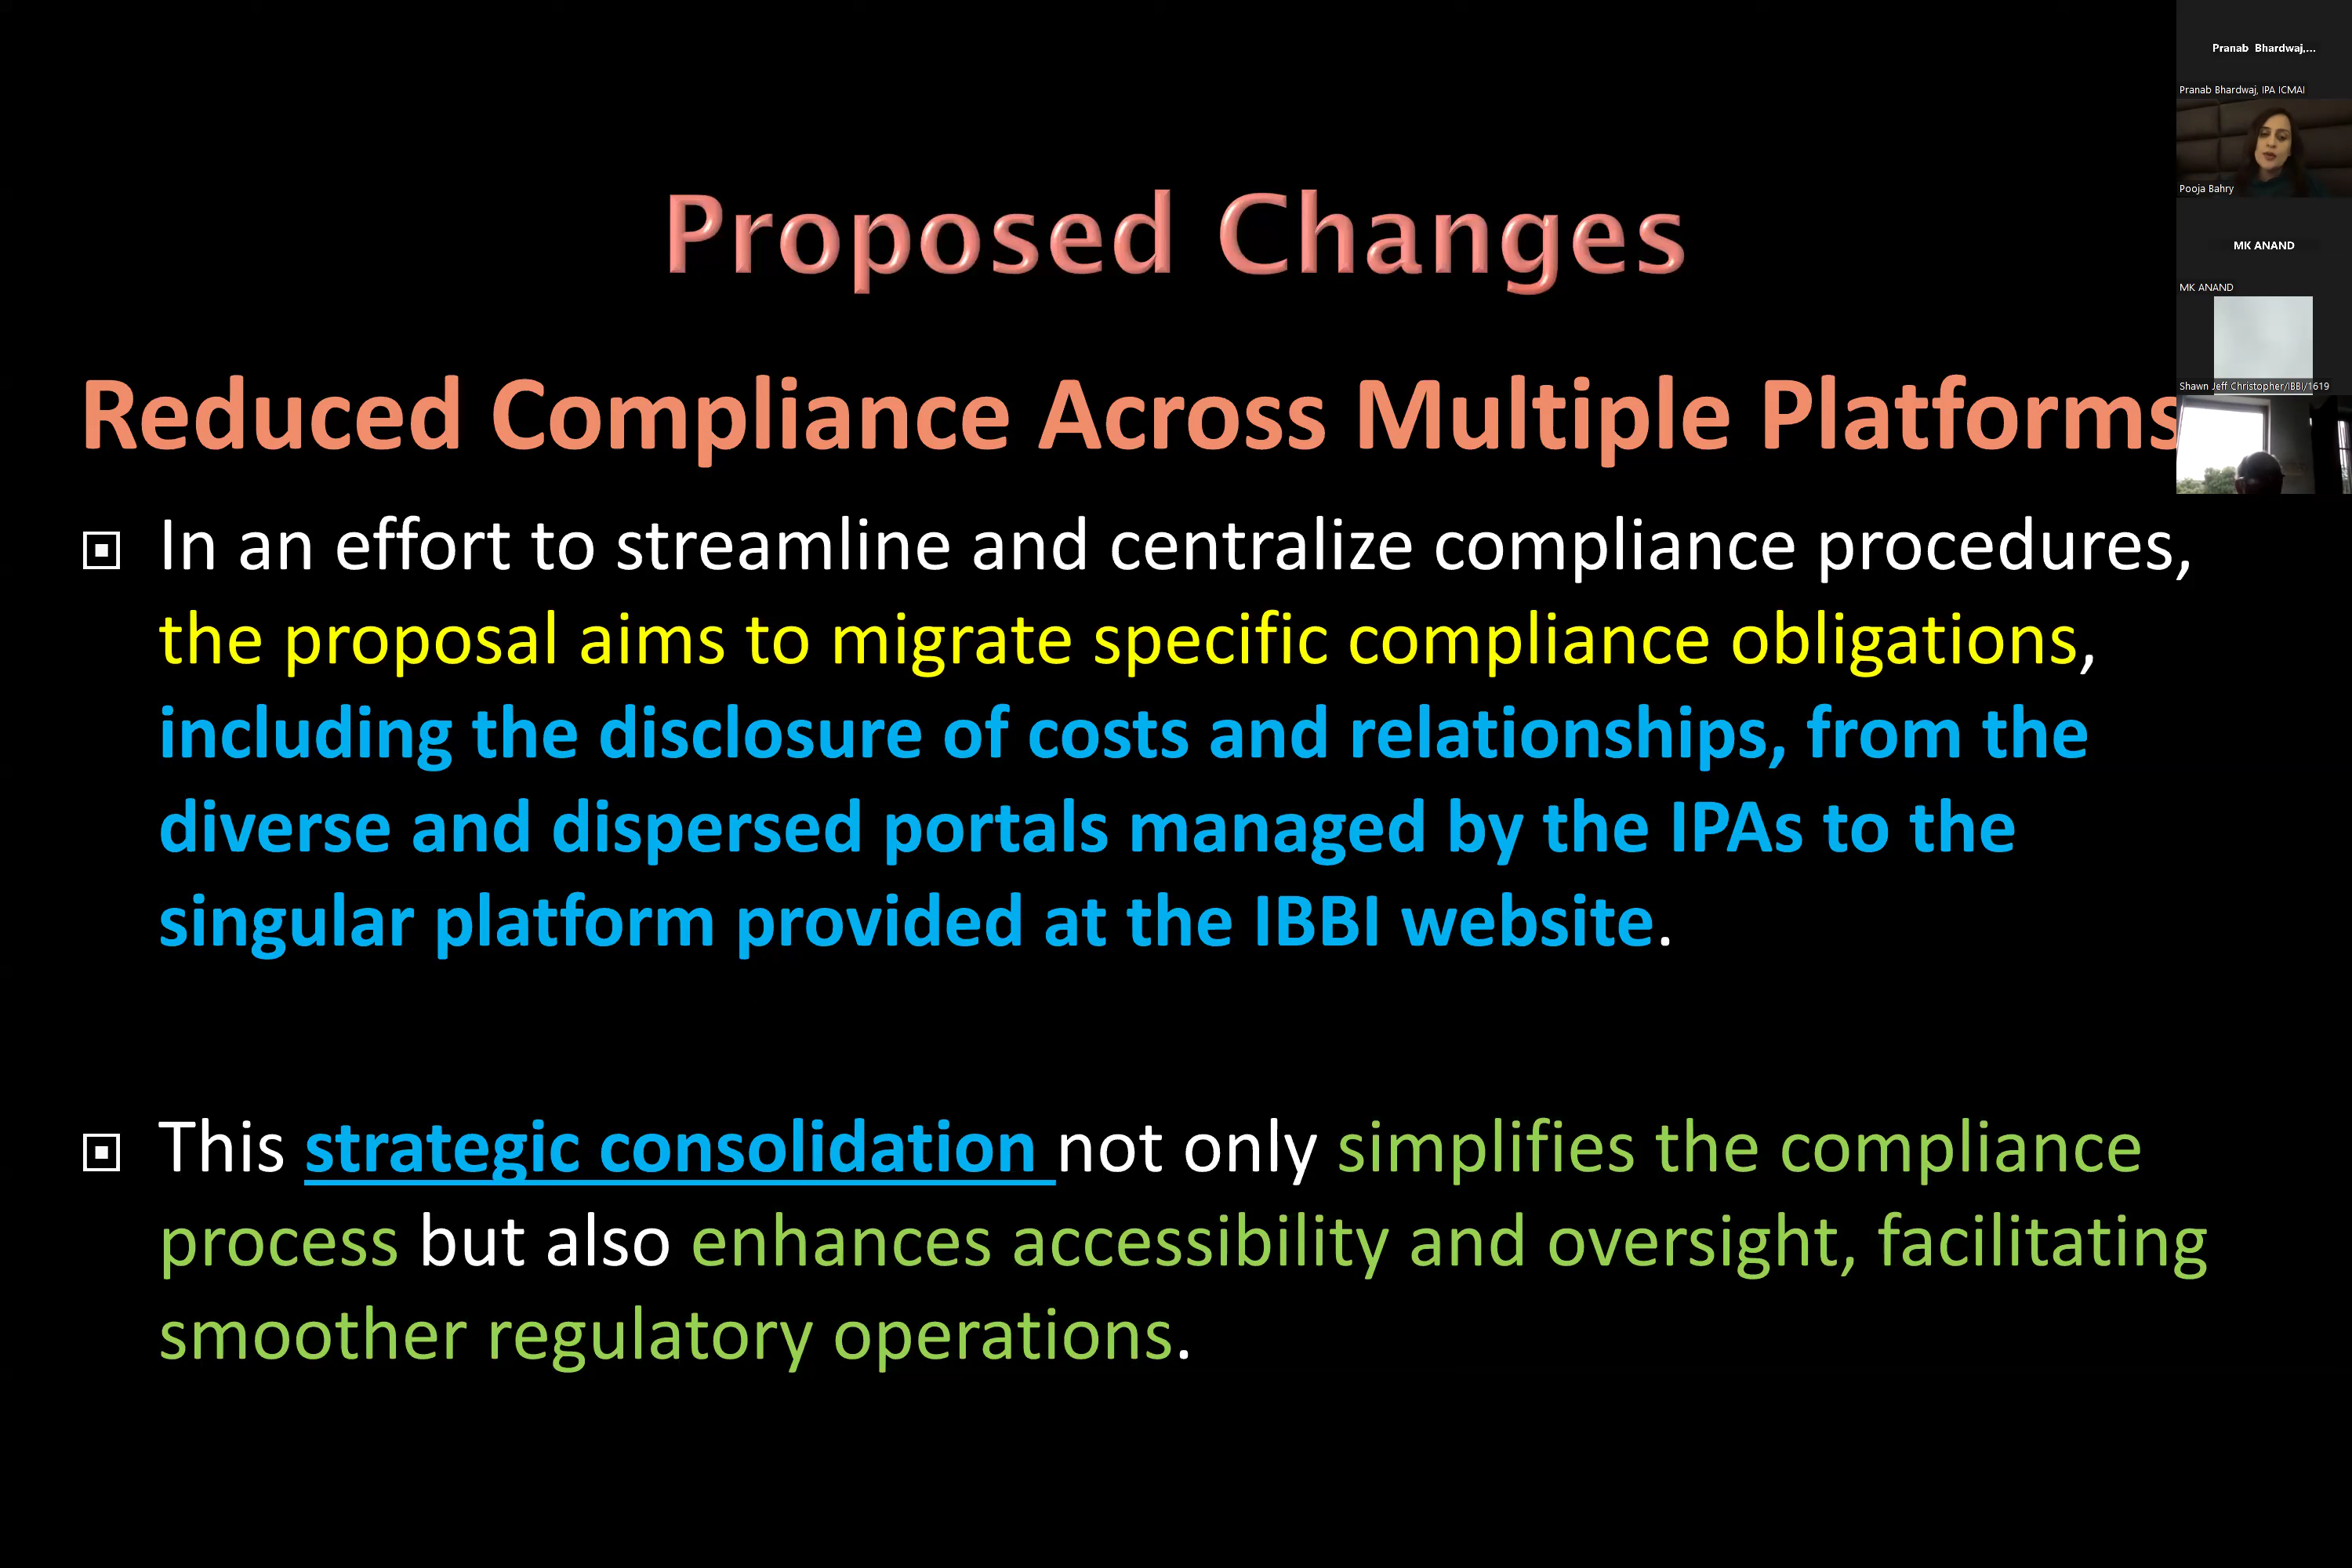 Proposed Changes
Reduced Compliance Across Multiple Platforms
In an effort to streamline and centralize compliance procedures,
the proposal aims to migrate specific compliance obligations,
including the disclosure of costs and relationships, from the
diverse and dispersed portals managed by the IPAs to the
singular platform provided at the IBBI website.
This strategic consolidation not only simplifies the compliance
process but also enhances accessibility and oversight, facilitating
smoother regulatory operations.
Pranab Bhardwaj,...
Pranab Bhardwaj, IPA ICMAI
Pooja Bahry
MK ANAND
MK ANAND
Shawn Jeff Christopher/IBBI/1619